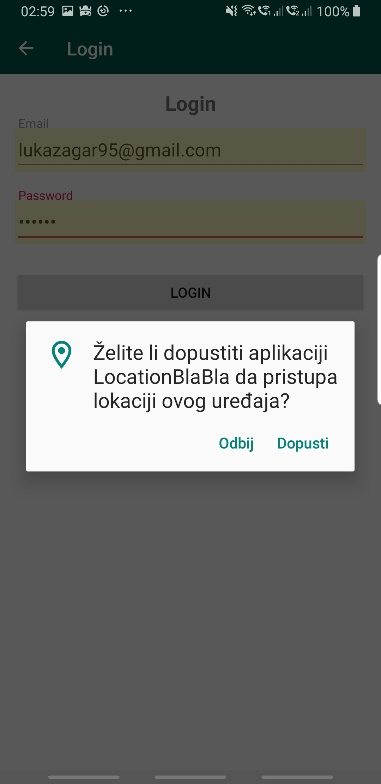 02:59 100%
Login
Login
Email
lukazagar95@gmail.com
Password
••••••
LOGIN
Želite li dopustiti aplikaciji
LocationBlaBla da pristupa
lokaciji ovog uređaja?
Odbij Dopusti